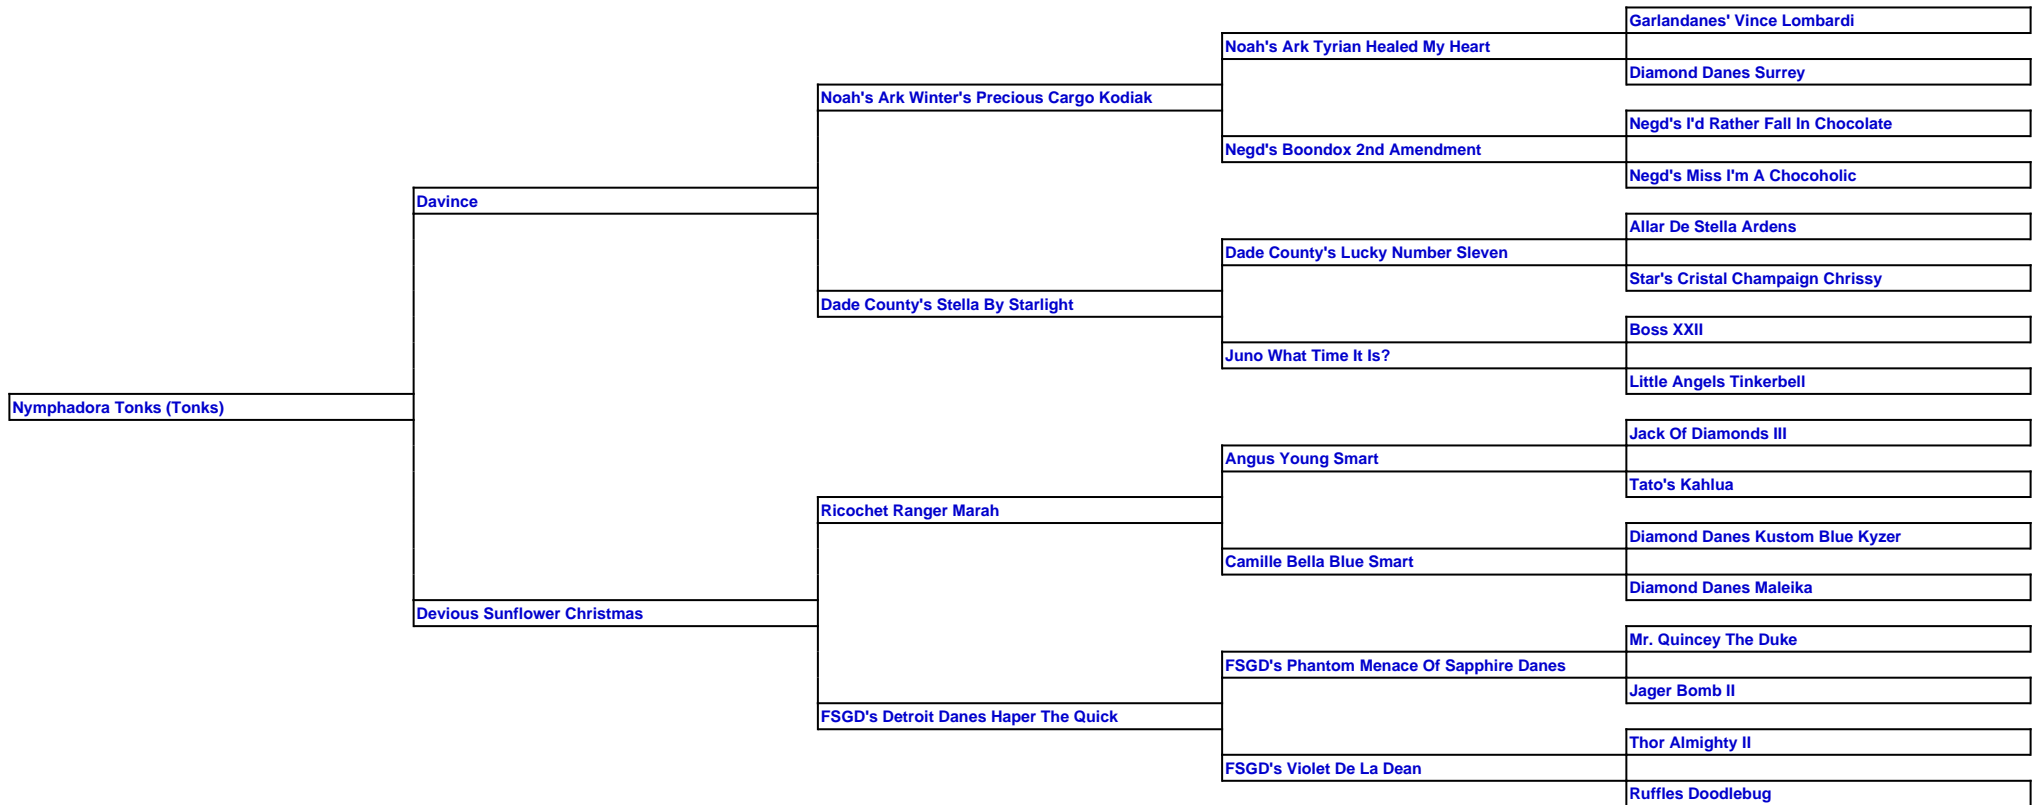 Garlandanes' Vince Lombardi
Noah's Ark Tyrian Healed My Heart
Diamond Danes Surrey
Noah's Ark Winter's Precious Cargo Kodiak
Negd's I'd Rather Fall In Chocolate
Negd's Boondox 2nd Amendment
Negd's Miss I'm A Chocoholic
Davince
Allar De Stella Ardens
Dade County's Lucky Number Sleven
Star's Cristal Champaign Chrissy
Dade County's Stella By Starlight
Boss XXII
Juno What Time It Is?
Little Angels Tinkerbell
Nymphadora Tonks (Tonks)
Jack Of Diamonds III
Angus Young Smart
Tato's Kahlua
Ricochet Ranger Marah
Diamond Danes Kustom Blue Kyzer
Camille Bella Blue Smart
Diamond Danes Maleika
Devious Sunflower Christmas
Mr. Quincey The Duke
FSGD's Phantom Menace Of Sapphire Danes
Jager Bomb II
FSGD's Detroit Danes Haper The Quick
Thor Almighty II
FSGD's Violet De La Dean
Ruffles Doodlebug